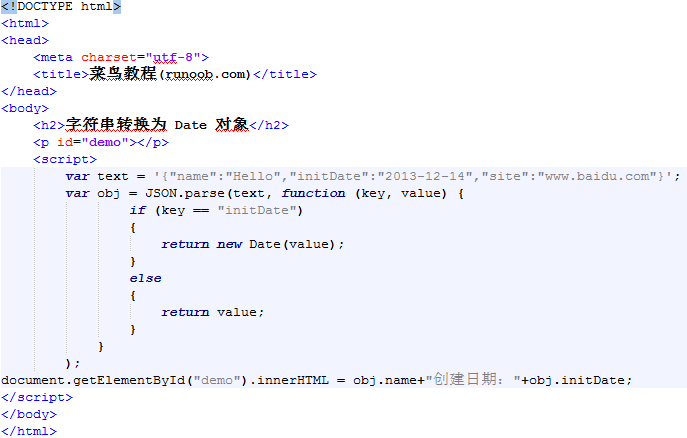 <!DOCTYPE html>
<html>
<head>
    <meta charset="utf-8">
    <title>菜鸟教程(runoob.com)</title>
</head>
<body>
    <h2>字符串转换为 Date 对象</h2>
    <p id="demo"></p>
    <script>
        var text = '{"name":"Hello","initDate":"2013-12-14","site":"www.baidu.com"}';
        var obj = JSON.parse(text, function (key, value) {
                if (key == "initDate")
                {
                    return new Date(value);
                }
                else
                {
                    return value;
                }
            }
        );
document.getElementById("demo").innerHTML = obj.name+"创建日期："+obj.initDate;
</script>
</body>
</html>